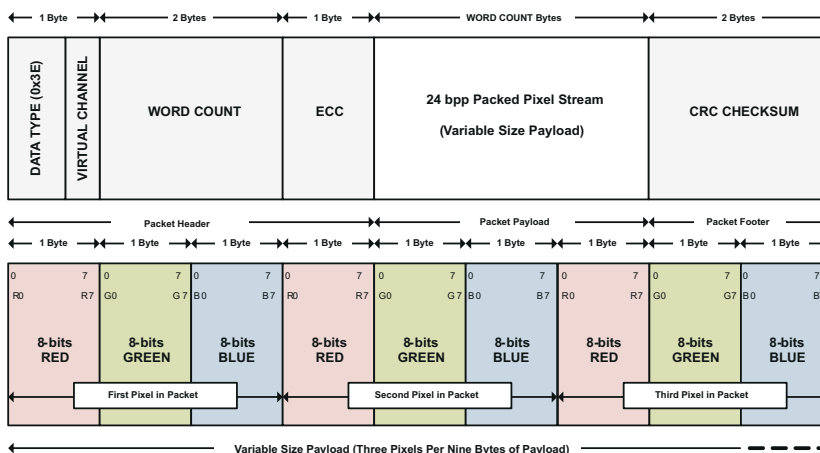 1 Byte 2 Bytes 1 Byte WORD COUNT Bytes 2 Bytes
DATA TYPE (0x3E)
VIRTUAL CHANNEL
WORD COUNT
ECC
24 bpp Packed Pixel Stream
(Variable Size Payload)
CRC CHECKSUM
Packet Header Packet Payload Packet Footer
1 Byte 1 Byte 1 Byte 1 Byte 1 Byte 1 Byte 1 Byte 1 Byte 1 Byte
0 7 0 7 0 7 0 7 0 7 0 7 0 7 0 7 0 7
R0 R7 G0 G7 B0 B7 R0 R7 G0 G7 B0 B7 R0 R7 G0 G7 B0
8-bits 8-bits 8-bits 8-bits 8-bits 8-bits 8-bits 8-bits 8-bits
RED GREEN BLUE RED GREEN BLUE RED GREEN BLUE
First Pixel in Packet Second Pixel in Packet Third Pixel in Packet
Variable Size Payload (Three Pixels Per Nine Bytes of Payload)